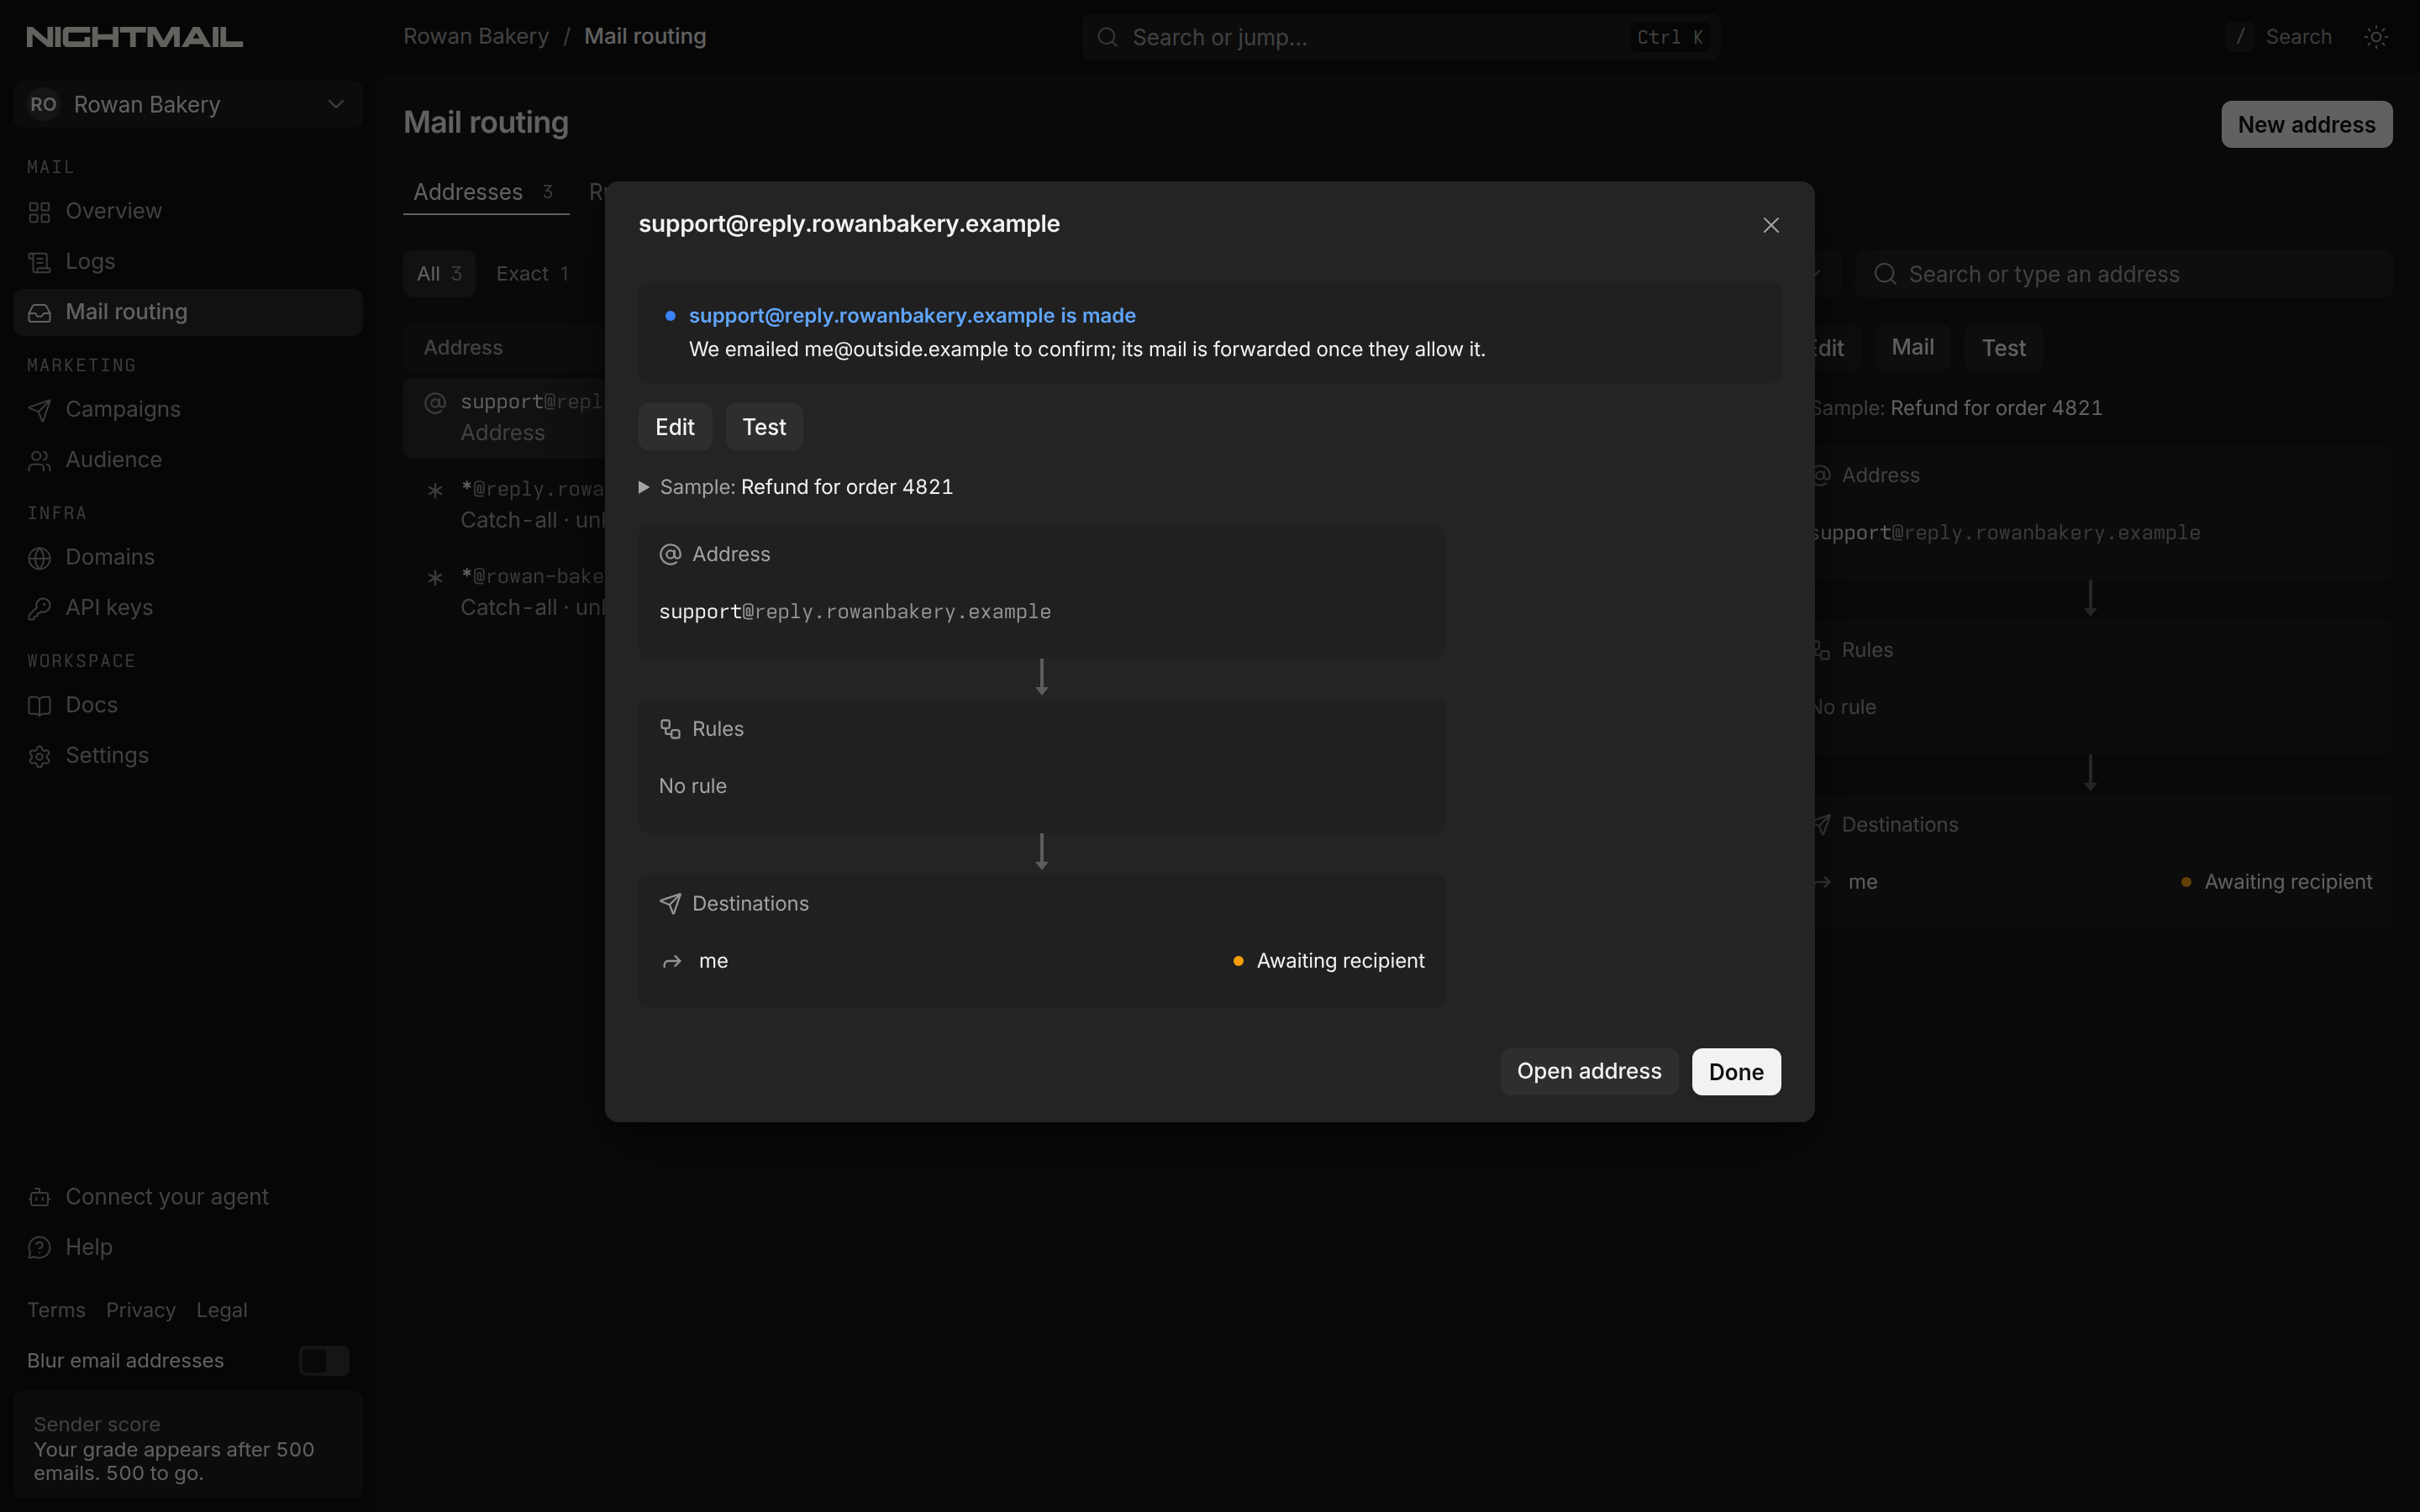 NIGHTMAIL
Rowan Bakery / Mail routing
Search or jump...
Ctrl K
/ Search
RO Rowan Bakery
MAIL
Overview
Logs
Mail routing
MARKETING
Campaigns
Audience
INFRA
Domains
API keys
WORKSPACE
Docs
Settings
Connect your agent
Help
Terms Privacy Legal
Blur email addresses
Sender score
Your grade appears after 500
emails. 500 to go.
Mail routing
New address
Addresses 3
All 3 Exact 1
Search or type an address
Address
support@repl
Address
*@reply.rowa
Catch-all
*@rowan-bake
Catch-all
support@reply.rowanbakery.example
support@reply.rowanbakery.example is made
We emailed me@outside.example to confirm; its mail is forwarded once they allow it.
Edit Test
Sample: Refund for order 4821
@ Address
support@reply.rowanbakery.example
Rules
No rule
Destinations
me
Awaiting recipient
Open address
Done
Edit Mail Test
Sample: Refund for order 4821
@ Address
support@reply.rowanbakery.example
Rules
No rule
Destinations
me
Awaiting recipient